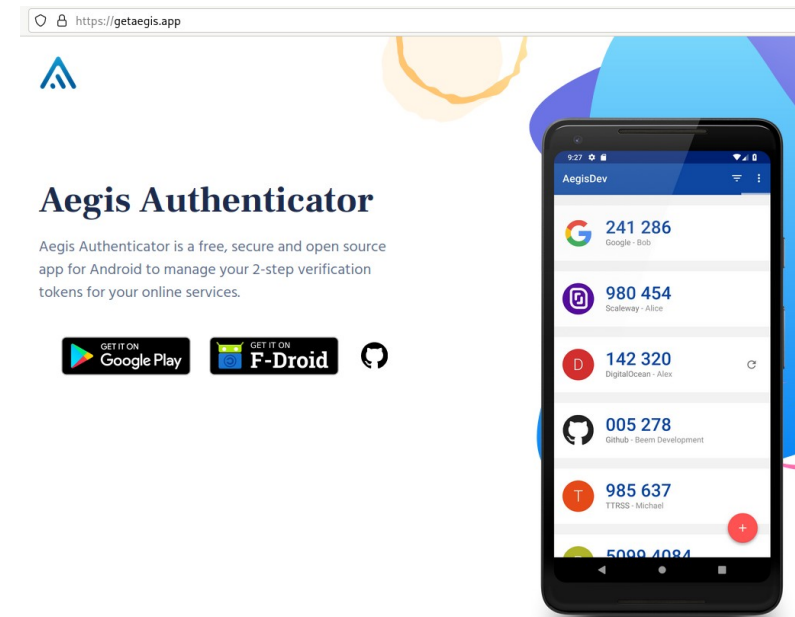 https://getaegis.app
Aegis Authenticator
Aegis Authenticator is a free, secure and open source
app for Android to manage your 2-step verification
tokens for your online services.
GET IT ON
Google Play
GET IT ON
F-Droid
9:27
AegisDev
241 286
Google - Bob
980 454
Scaleway - Alice
D
142 320
DigitalOcean - Alex
005 278
Github - Beem Development
T
985 637
TTRSS - Michael
5099 4084